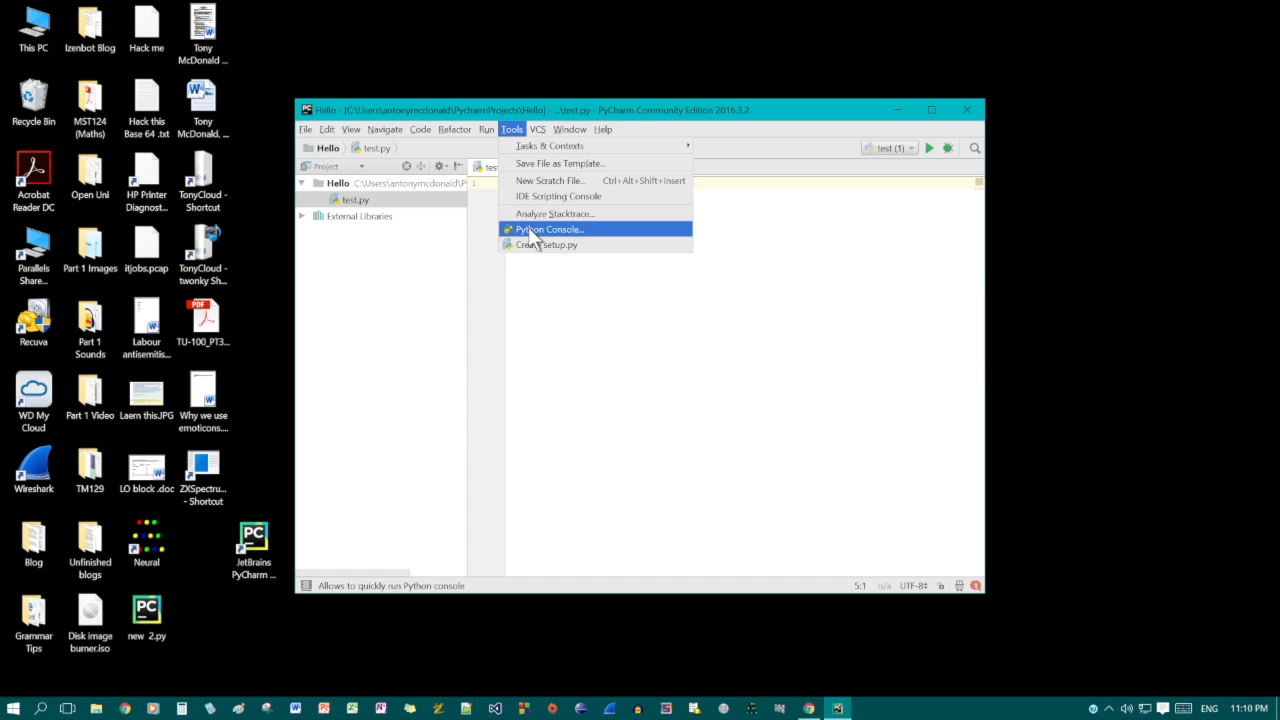 This PC
Izenbot Blog
Hack me
Tony
McDonald ...
Recycle Bin
MST124
(Maths)
Hack this
Base 64 .txt
Tony
McDonald, ...
Acrobat
Reader DC
Open Uni
HP Printer
Diagnost...
TonyCloud -
Shortcut
Parallels
Share...
Part 1 Images
itjobs.pcap
TonyCloud -
twonky Sh...
Recuva
Part 1
Sounds
Labour
antisemitis...
PDF
TU-100_PT3...
WD My
Cloud
Part 1 Video
Laern thisJPG
Why we use
emoticons....
Wireshark
TM129
LO block .doc
ZXSpectru...
- Shortcut
Blog
Unfinished
blogs
Neural
PC
JetBrains
PyCharm ...
Grammar
Tips
Disk image
burner.iso
PC
new 2.py
PC Hello - [C:\Users\antonymcdonald\PycharmProjects\Hello] - ...\test.py - PyCharm Community Edition 2016.3.2
File Edit View Navigate Code Refactor Run Tools VCS Window Help
Hello test.py
test (1)
Project
Hello C:\Users\antonymcdonald\P
test.py
External Libraries
tes
1
Tasks & Contexts
Save File as Template...
New Scratch File... Ctrl+Alt+Shift+Insert
IDE Scripting Console
Analyze Stacktrace...
Python Console...
setup.py
Allows to quickly run Python console
5:1 n/a UTF-8
1
ENG 11:10 PM